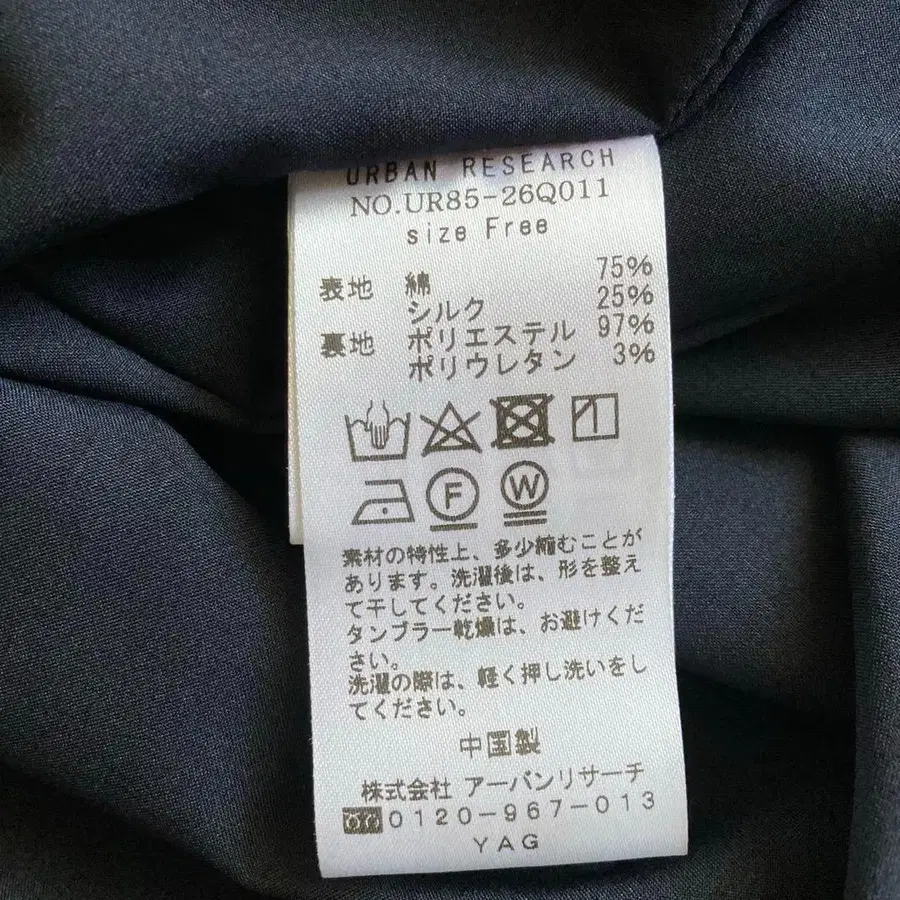 URBAN RESEARCH
NO.UR85-26Q011
size Free
表地 綿 75%
シルク 25%
裏地 ポリエステル 97%
ポリウレタン 3%
F W
素材の特性上、多少縮むことが
あります。洗濯後は、形を整え
て干してください。
タンブラー乾燥は、お避けくだ
さい。
洗濯の際は、軽く押し洗いをし
てください。
中国製
株式会社 アーバンリサーチ
0120-967-013
YAG